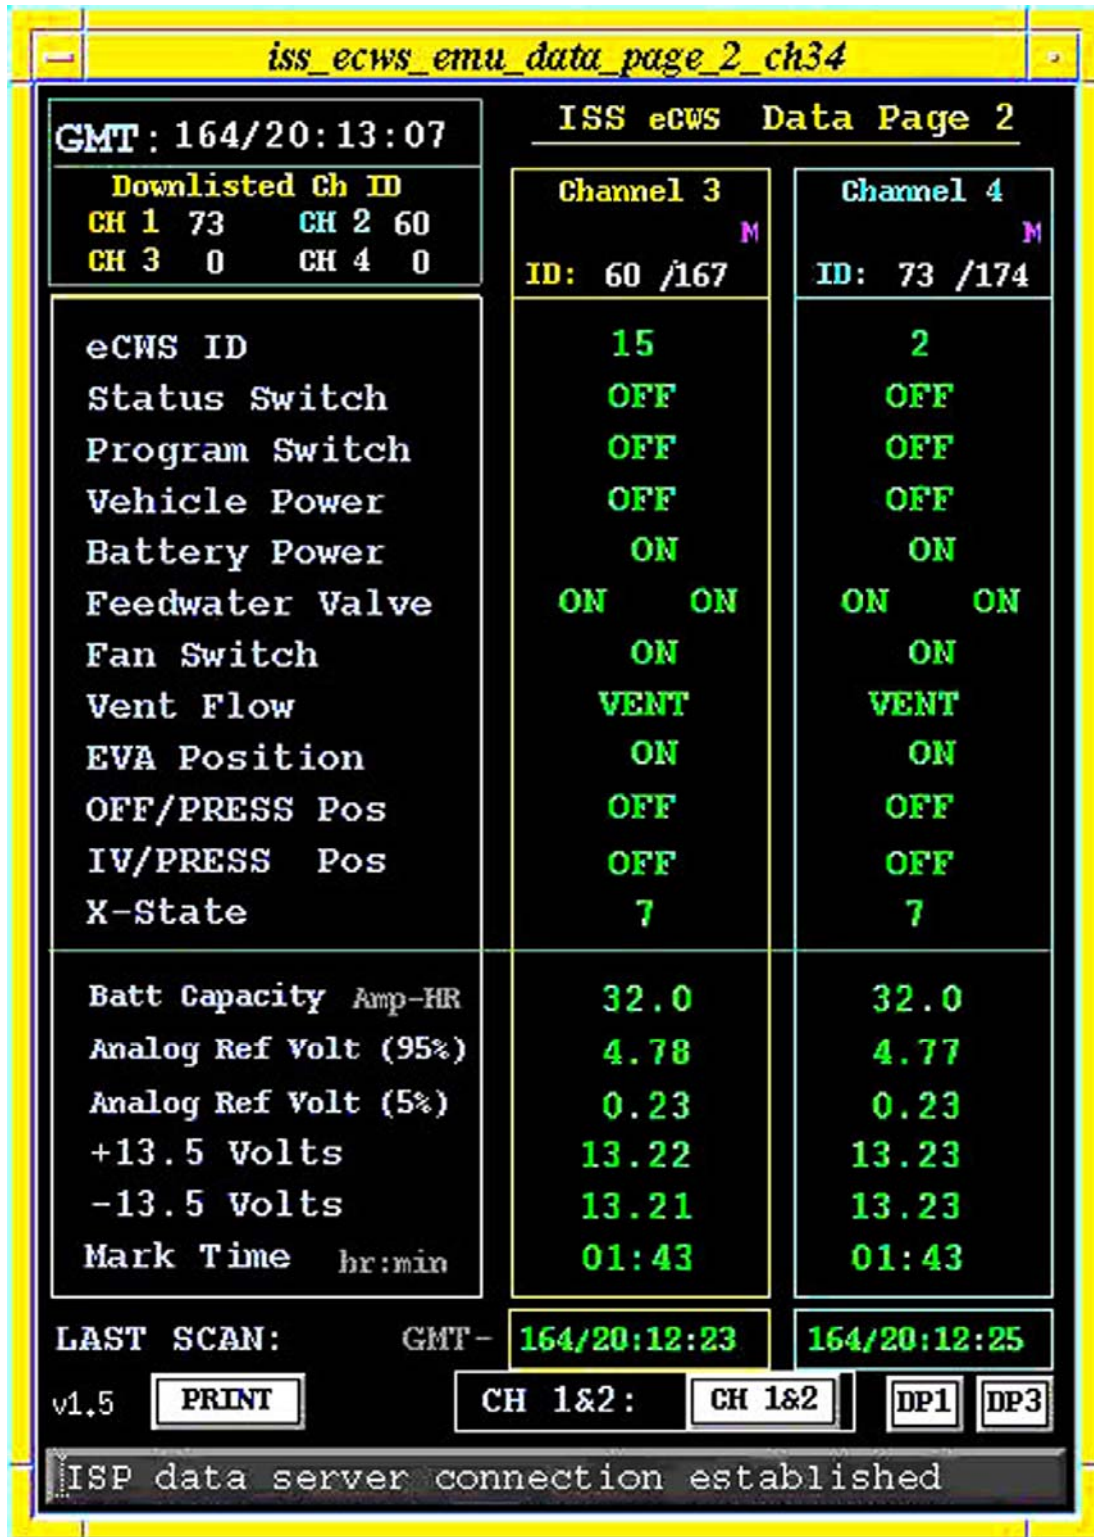 iss_ecws_emu_data_page_2_ch34
GMT: 164/20:13:07
ISS eCWS Data Page 2
Downlisted Ch ID
CH 1 73 CH 2 60
CH 3 0 CH 4 0
Channel 3 Channel 4
M M
ID: 60 /167 ID: 73 /174
eCWS ID 15 2
Status Switch OFF OFF
Program Switch OFF OFF
Vehicle Power OFF OFF
Battery Power ON ON
Feedwater Valve ON ON ON ON
Fan Switch ON ON
Vent Flow VENT VENT
EVA Position ON ON
OFF/PRESS Pos OFF OFF
IV/PRESS Pos OFF OFF
X-State 7 7
Batt Capacity Amp-HR 32.0 32.0
Analog Ref Volt (95%) 4.78 4.77
Analog Ref Volt (5%) 0.23 0.23
+13.5 Volts 13.22 13.23
-13.5 Volts 13.21 13.23
Mark Time hr:min 01:43 01:43
LAST SCAN: GMT- 164/20:12:23 164/20:12:25
v1.5 PRINT CH 1&2: CH 1&2 DP1 DP3
ISP data server connection established